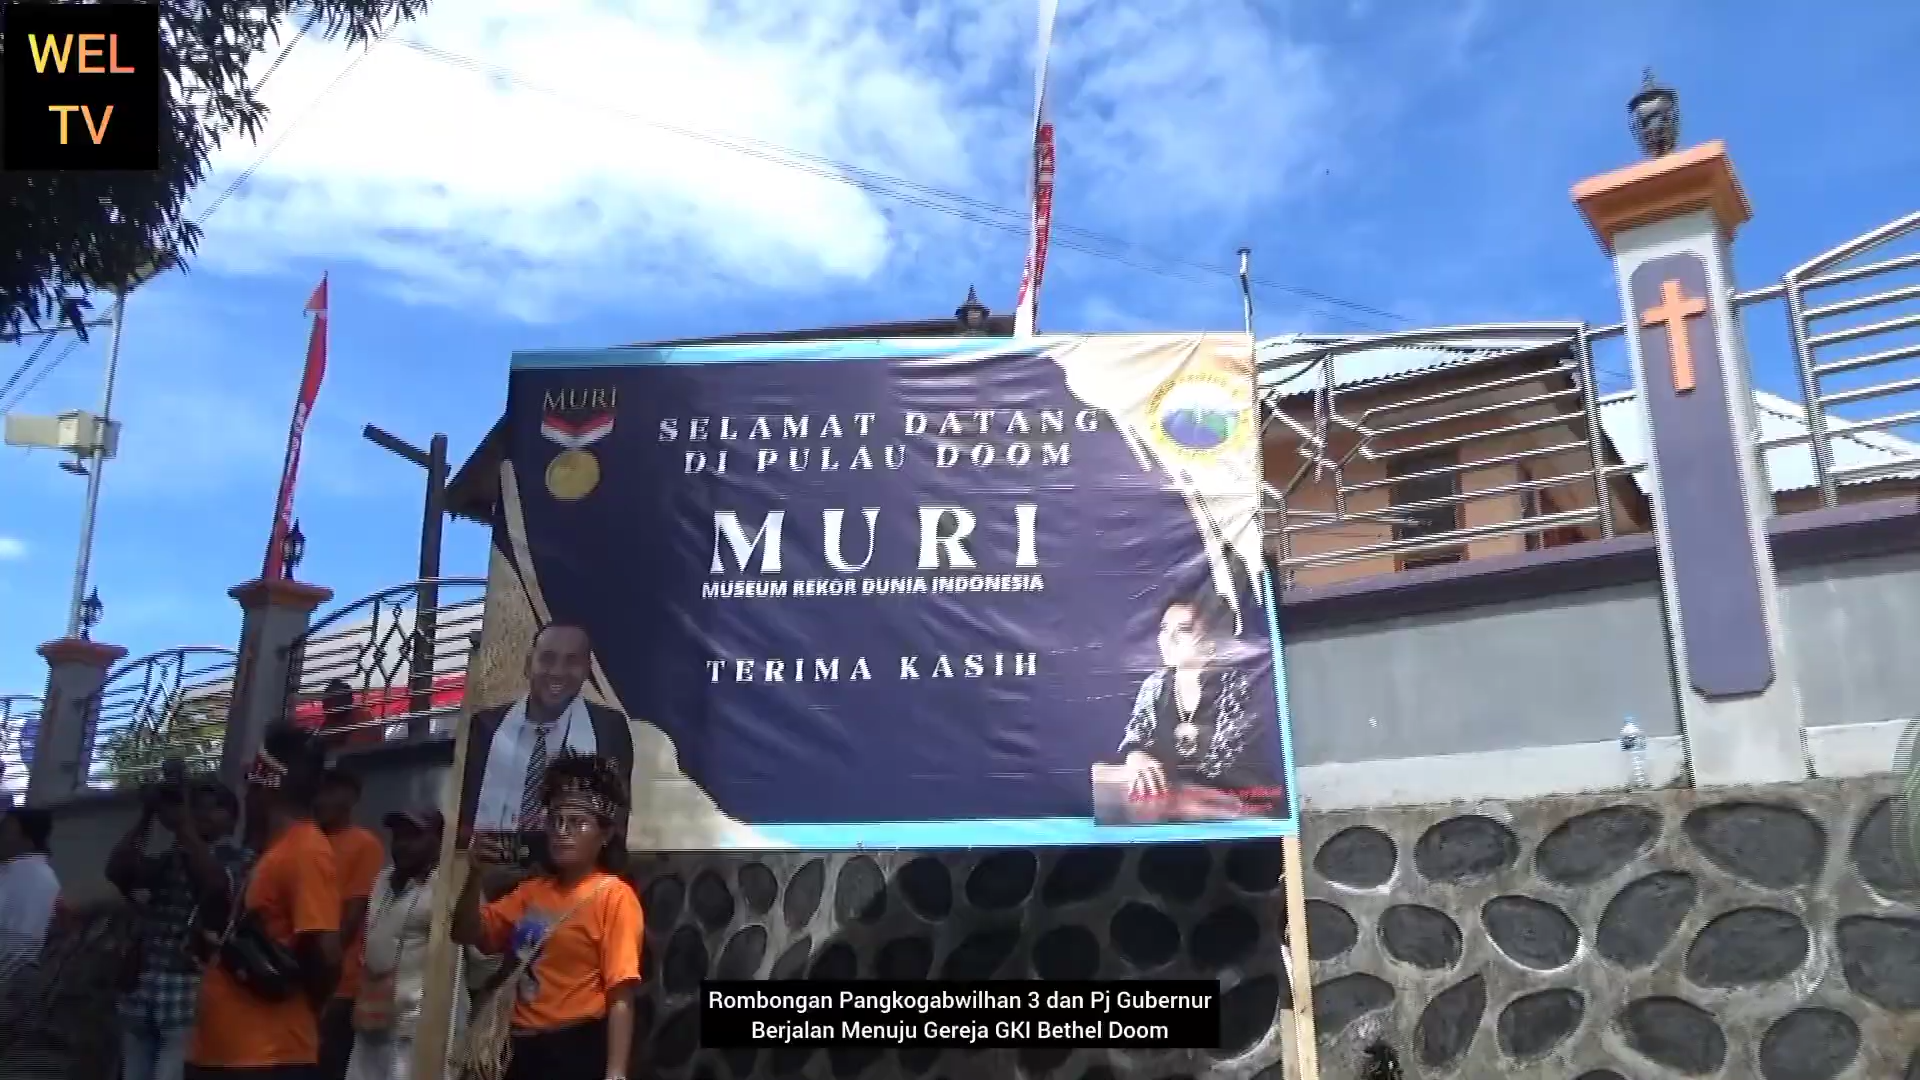 WEL
TV
MURI
SELAMAT DATANG
DI PULAU DOOM
MURI
MUSEUM REKOR DUNIA INDONESIA
TERIMA KASIH
Rombongan Pangkogabwilhan 3 dan Pj Gubernur
Berjalan Menuju Gereja GKI Bethel Doom